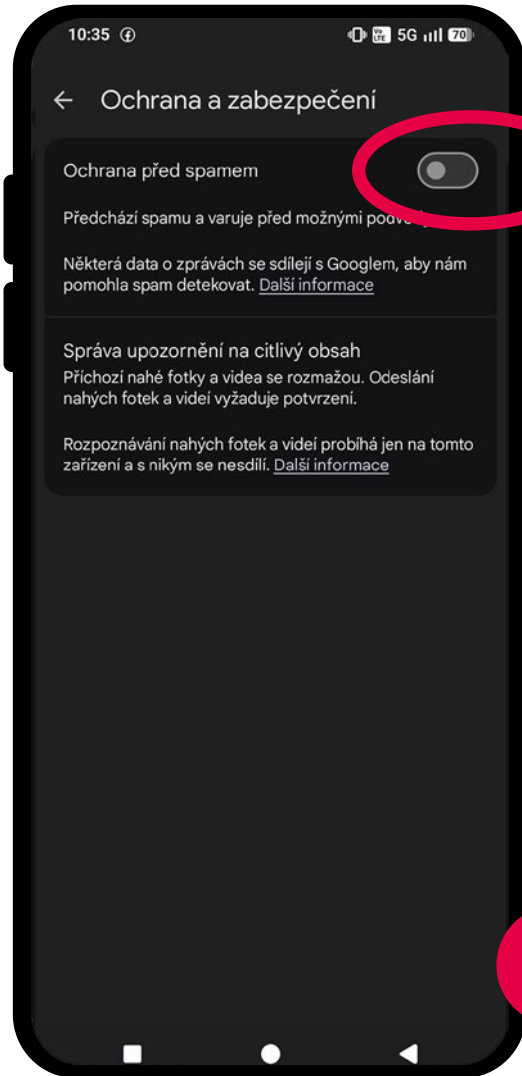 10:35
Vo LTE 5G 70
Ochrana a zabezpečení
Ochrana před spamem
Předchází spamu a varuje před možnými
Některá data o zprávách se sdílejí s Googlem, aby nám
pomohla spam detekovat. Další informace
Správa upozornění na citlivý obsah
Příchozí nahé fotky a videa se rozmažou. Odeslání
nahých fotek a videí vyžaduje potvrzení.
Rozpoznávání nahých fotek a videí probíhá jen na tomto
zařízení a s nikým se nesdílí. Další informace